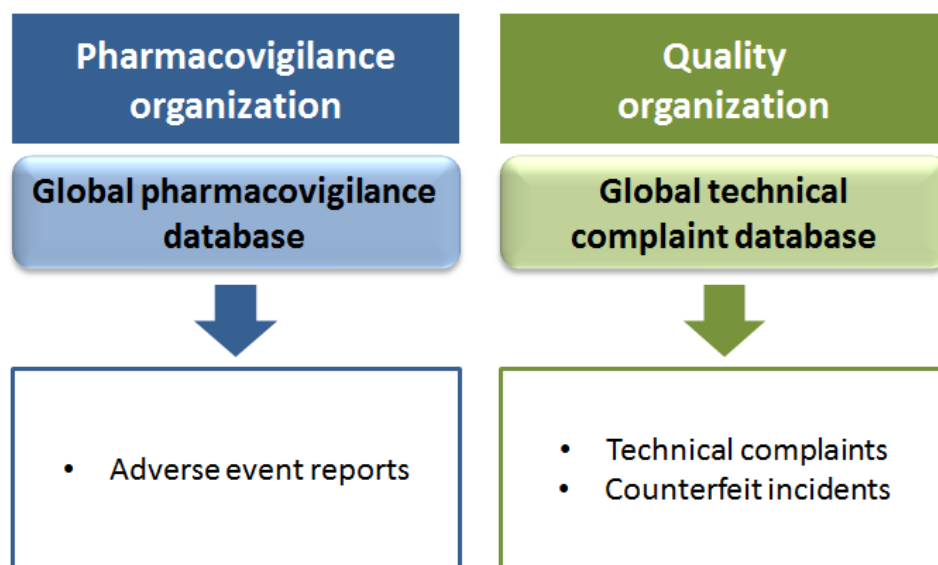 Pharmacovigilance
organization
Global pharmacovigilance
database
• Adverse event reports
Quality
organization
Global technical
complaint database
• Technical complaints
• Counterfeit incidents